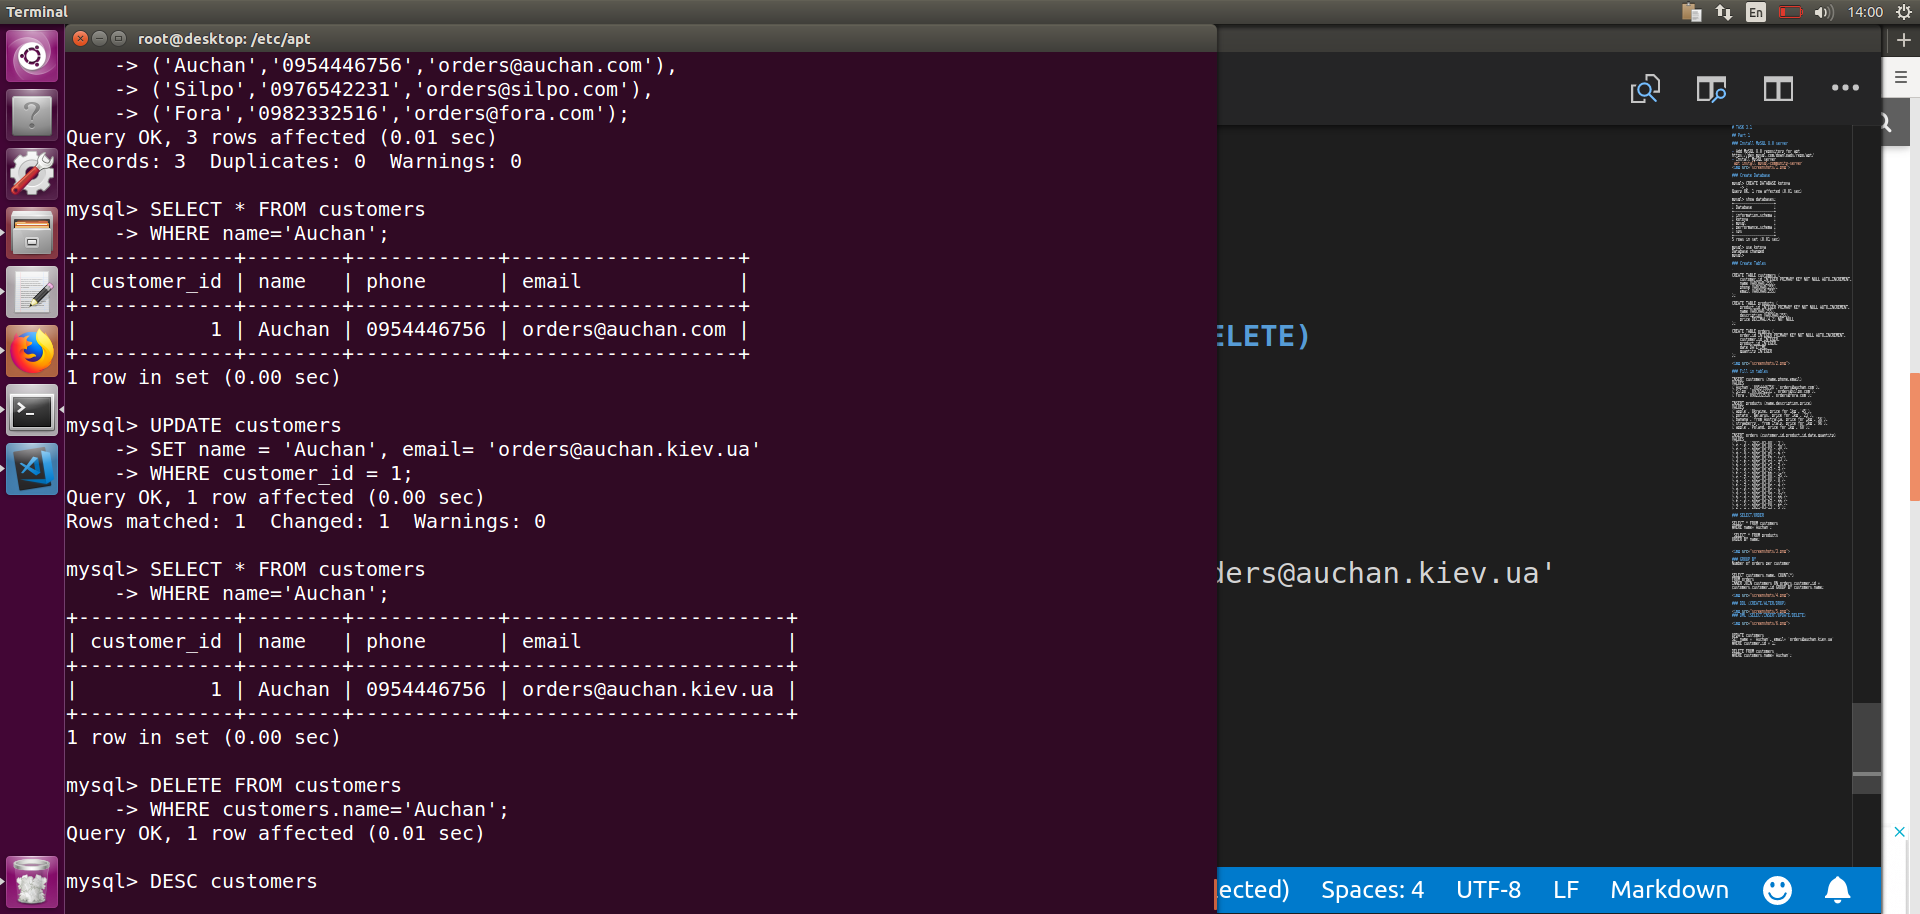 Terminal
En
14:00
root@desktop: /etc/apt
    -> ('Auchan','0954446756','orders@auchan.com'),
    -> ('Silpo','0976542231','orders@silpo.com'),
    -> ('Fora','0982332516','orders@fora.com');
Query OK, 3 rows affected (0.01 sec)
Records: 3  Duplicates: 0  Warnings: 0
mysql> SELECT * FROM customers
    -> WHERE name='Auchan';
+-------------+--------+------------+-------------------+
| customer_id | name   | phone      | email             |
+-------------+--------+------------+-------------------+
|           1 | Auchan | 0954446756 | orders@auchan.com |
+-------------+--------+------------+-------------------+
1 row in set (0.00 sec)
mysql> UPDATE customers
    -> SET name = 'Auchan', email= 'orders@auchan.kiev.ua'
    -> WHERE customer_id = 1;
Query OK, 1 row affected (0.00 sec)
Rows matched: 1  Changed: 1  Warnings: 0
mysql> SELECT * FROM customers
    -> WHERE name='Auchan';
+-------------+--------+------------+-----------------------+
| customer_id | name   | phone      | email                 |
+-------------+--------+------------+-----------------------+
|           1 | Auchan | 0954446756 | orders@auchan.kiev.ua |
+-------------+--------+------------+-----------------------+
1 row in set (0.00 sec)
mysql> DELETE FROM customers
    -> WHERE customers.name='Auchan';
Query OK, 1 row affected (0.01 sec)
mysql> DESC customers
ELETE)
ders@auchan.kiev.ua'
ected)
Spaces: 4
UTF-8
LF
Markdown